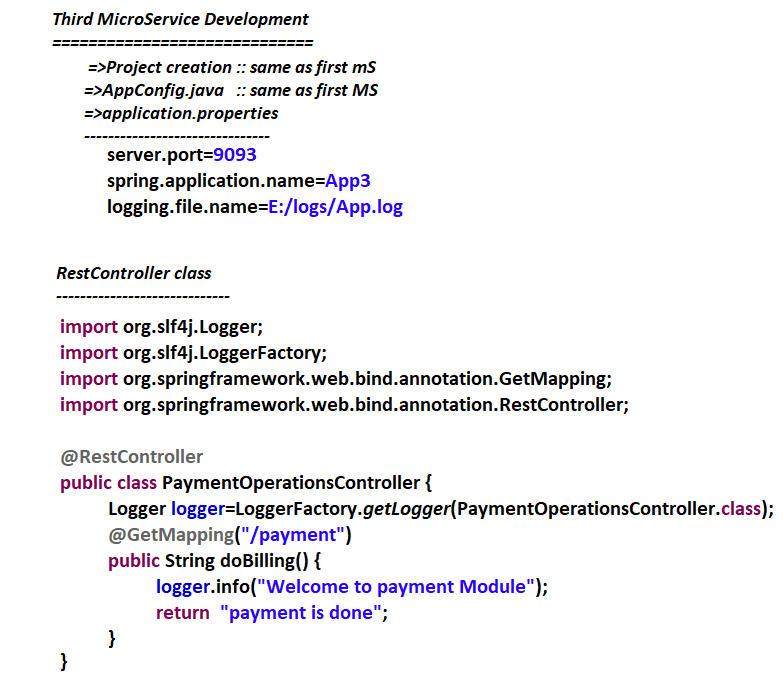 Third MicroService Development
==============================
=>Project creation :: same as first mS
=>AppConfig.java :: same as first MS
=>application.properties
-------------------------------
server.port=9093
spring.application.name=App3
logging.file.name=E:/logs/App.log
RestController class
-----------------------------
import org.slf4j.Logger;
import org.slf4j.LoggerFactory;
import org.springframework.web.bind.annotation.GetMapping;
import org.springframework.web.bind.annotation.RestController;
@RestController
public class PaymentOperationsController {
Logger logger=LoggerFactory.getLogger(PaymentOperationsController.class);
@GetMapping("/payment")
public String doBilling() {
logger.info("Welcome to payment Module");
return "payment is done";
}
}